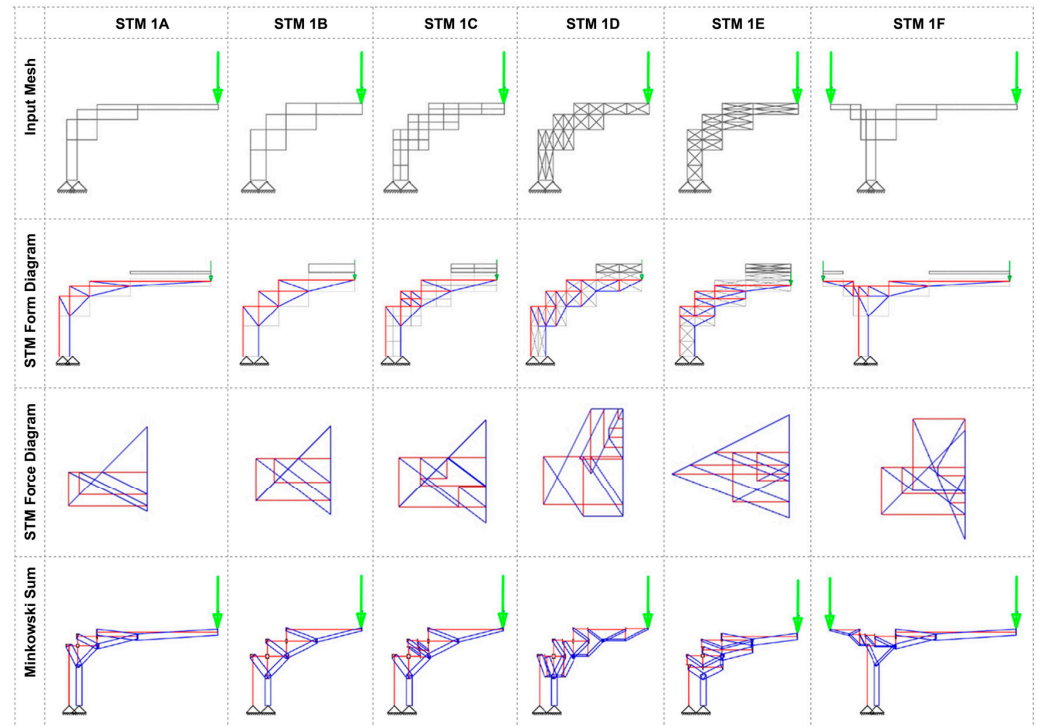 STM 1A STM 1B STM 1C STM 1D STM 1E STM 1F
Input Mesh
STM Form Diagram
STM Force Diagram
Minkowski Sum